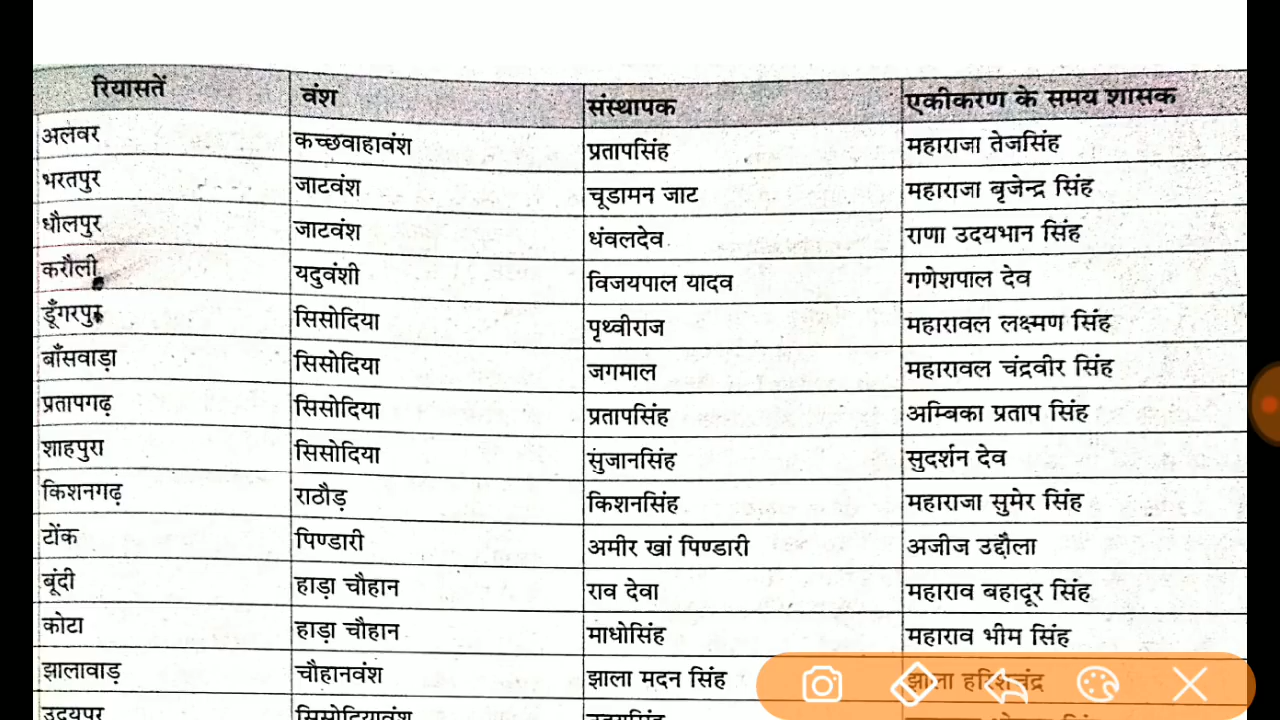 रियासतें वंश संस्थापक एकीकरण के समय शासक
अलवर कच्छवाहावंश प्रतापसिंह महाराजा तेजसिंह
भरतपुर जाटवंश चूडामन जाट महाराजा बृजेन्द्र सिंह
धौलपुर जाटवंश धंवलदेव राणा उदयभान सिंह
करौली यदुवंशी विजयपाल यादव गणेशपाल देव
डूँगरपुर सिसोदिया पृथ्वीराज महारावल लक्ष्मण सिंह
बाँसवाड़ा सिसोदिया जगमाल महारावल चंद्रवीर सिंह
प्रतापगढ़ सिसोदिया प्रतापसिंह अम्बिका प्रताप सिंह
शाहपुरा सिसोदिया सुजानसिंह सुदर्शन देव
किशनगढ़ राठौड़ किशनसिंह महाराजा सुमेर सिंह
टोंक पिण्डारी अमीर खां पिण्डारी अजीज उद्दौला
बूंदी हाड़ा चौहान राव देवा महाराव बहादूर सिंह
कोटा हाड़ा चौहान माधोसिंह महाराव भीम सिंह
झालावाड़ चौहानवंश झाला मदन सिंह झाला हरिश्चंद्र
उदयपुर सिसोदियावंश